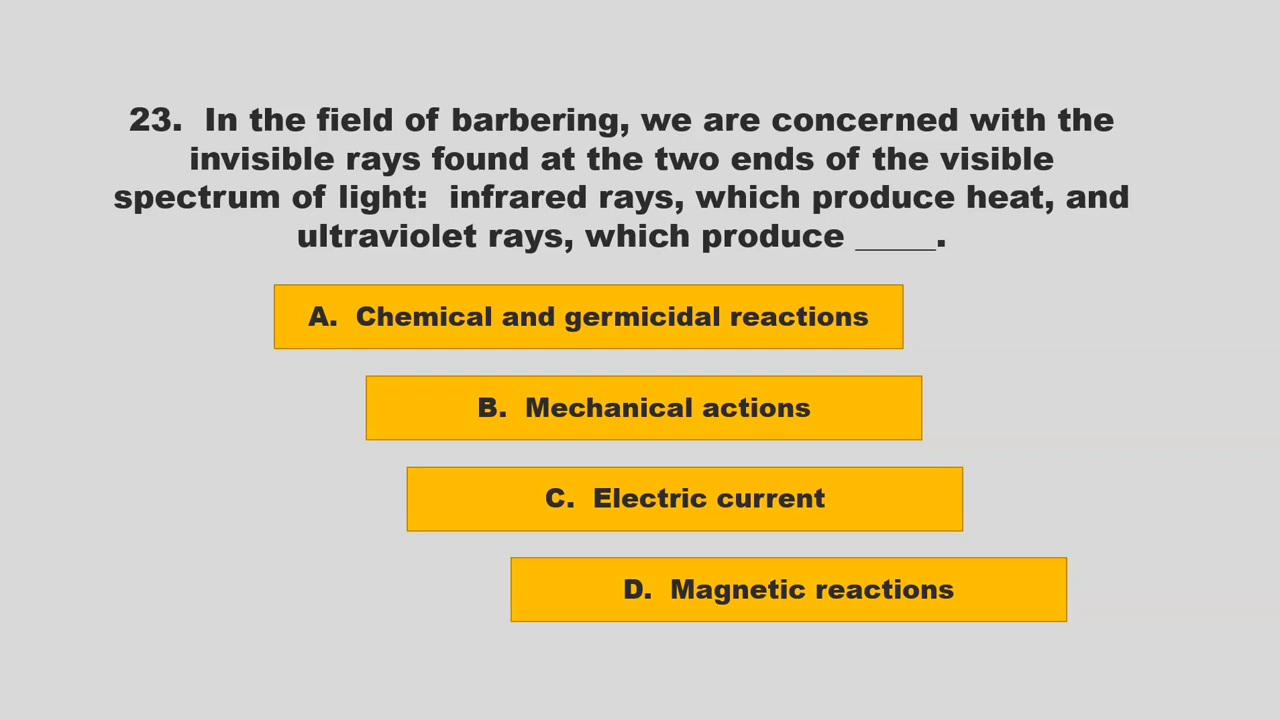 23.  In the field of barbering, we are concerned with the
invisible rays found at the two ends of the visible
spectrum of light:  infrared rays, which produce heat, and
ultraviolet rays, which produce _____.
A.  Chemical and germicidal reactions
B.  Mechanical actions
C.  Electric current
D.  Magnetic reactions